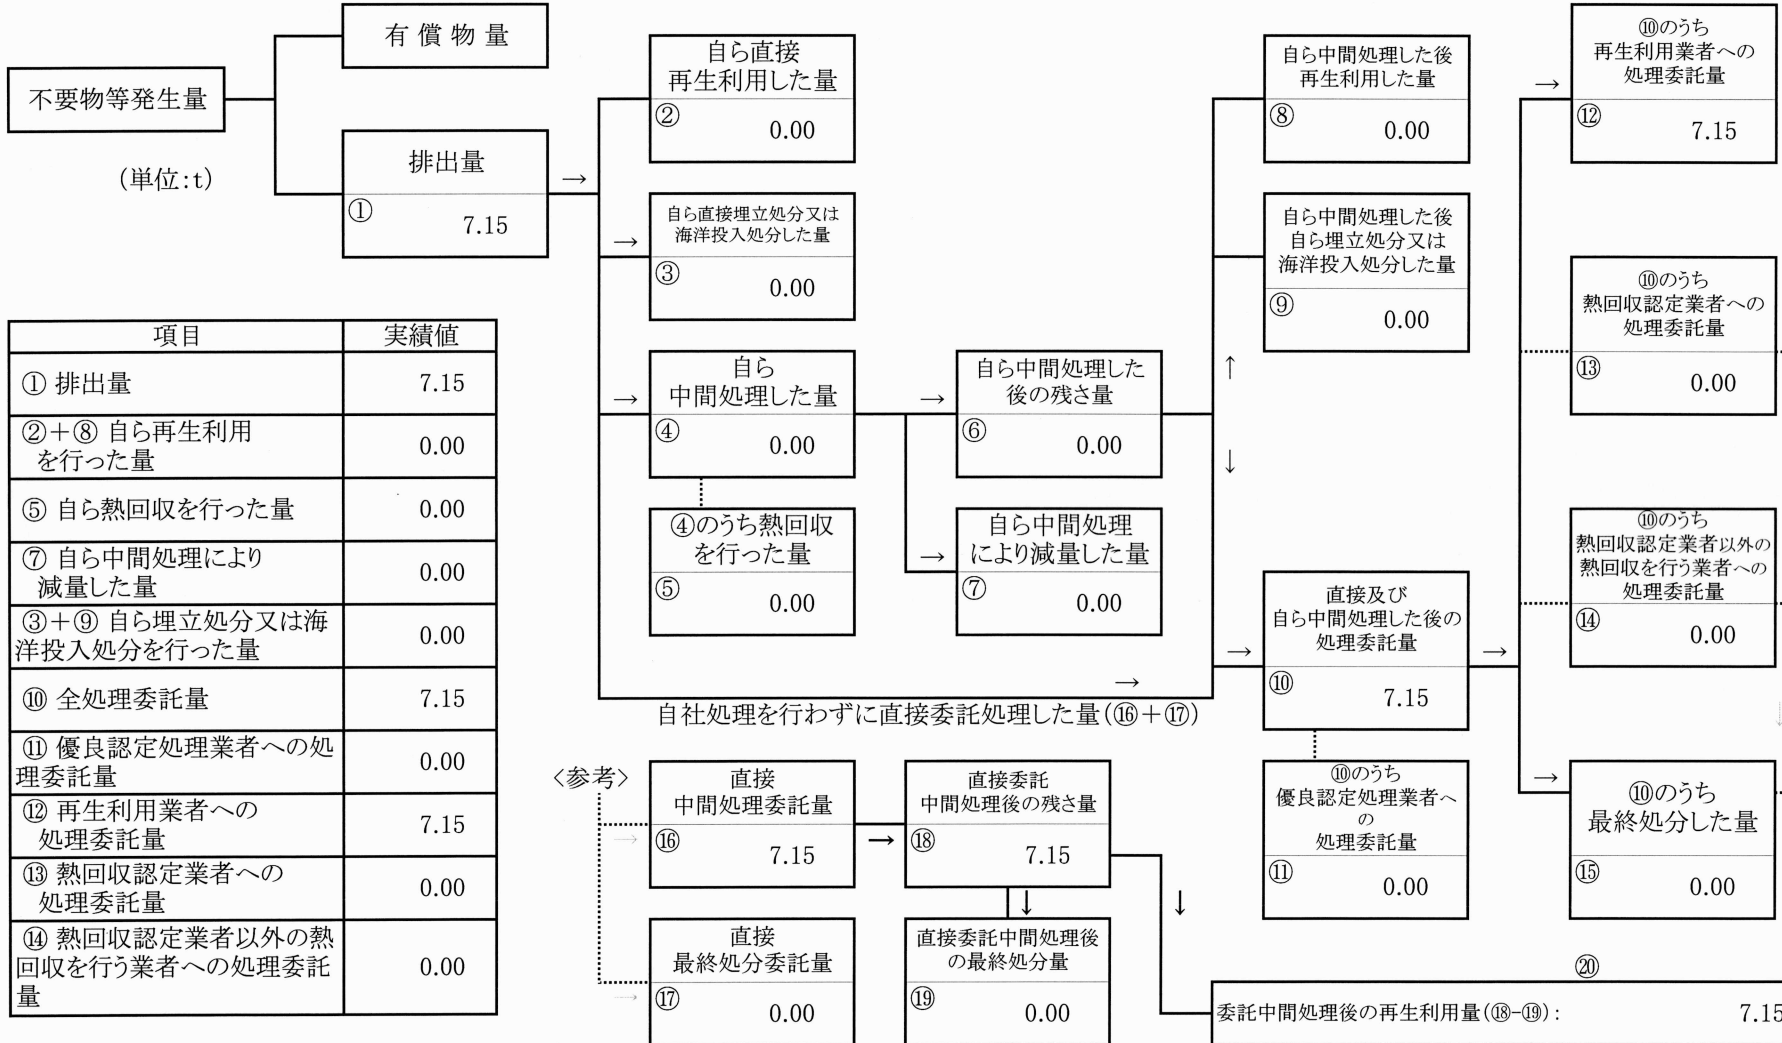 有償物量
不要物等発生量
(単位:t)
排出量
①
7.15
→
自ら直接
再生利用した量
②
0.00
→
自ら直接埋立処分又は
海洋投入処分した量
③
0.00
→
自ら
中間処理した量
④
0.00
④のうち熱回収
を行った量
⑤
0.00
→
自ら中間処理した
後の残さ量
⑥
0.00
→
自ら中間処理
により減量した量
⑦
0.00
自ら中間処理した後
再生利用した量
⑧
0.00
自ら中間処理した後
自ら埋立処分又は
海洋投入処分した量
⑨
0.00
↑
↓
→
自社処理を行わずに直接委託処理した量(⑯+⑰)
→
直接及び
自ら中間処理した後の
処理委託量
⑩
7.15
→
⑩のうち
優良認定処理業者へ
の
処理委託量
⑪
0.00
→
⑩のうち
再生利用業者への
処理委託量
⑫
7.15
⑩のうち
熱回収認定業者への
処理委託量
⑬
0.00
⑩のうち
熱回収認定業者以外の
熱回収を行う業者への
処理委託量
⑭
0.00
→
⑩のうち
最終処分した量
⑮
0.00
↓
項目 実績値
① 排出量 7.15
②+⑧ 自ら再生利用
を行った量 0.00
⑤ 自ら熱回収を行った量 0.00
⑦ 自ら中間処理により
減量した量 0.00
③+⑨ 自ら埋立処分又は海
洋投入処分を行った量 0.00
⑩ 全処理委託量 7.15
⑪ 優良認定処理業者への処
理委託量 0.00
⑫ 再生利用業者への
処理委託量 7.15
⑬ 熱回収認定業者への
処理委託量 0.00
⑭ 熱回収認定業者以外の熱
回収を行う業者への処理委託
量 0.00
<参考>
→
直接
中間処理委託量
⑯
7.15
→
直接委託
中間処理後の残さ量
⑱
7.15
↓
↓
→
直接
最終処分委託量
⑰
0.00
直接委託中間処理後
の最終処分量
⑲
0.00
⑳
委託中間処理後の再生利用量(⑱-⑲): 7.15